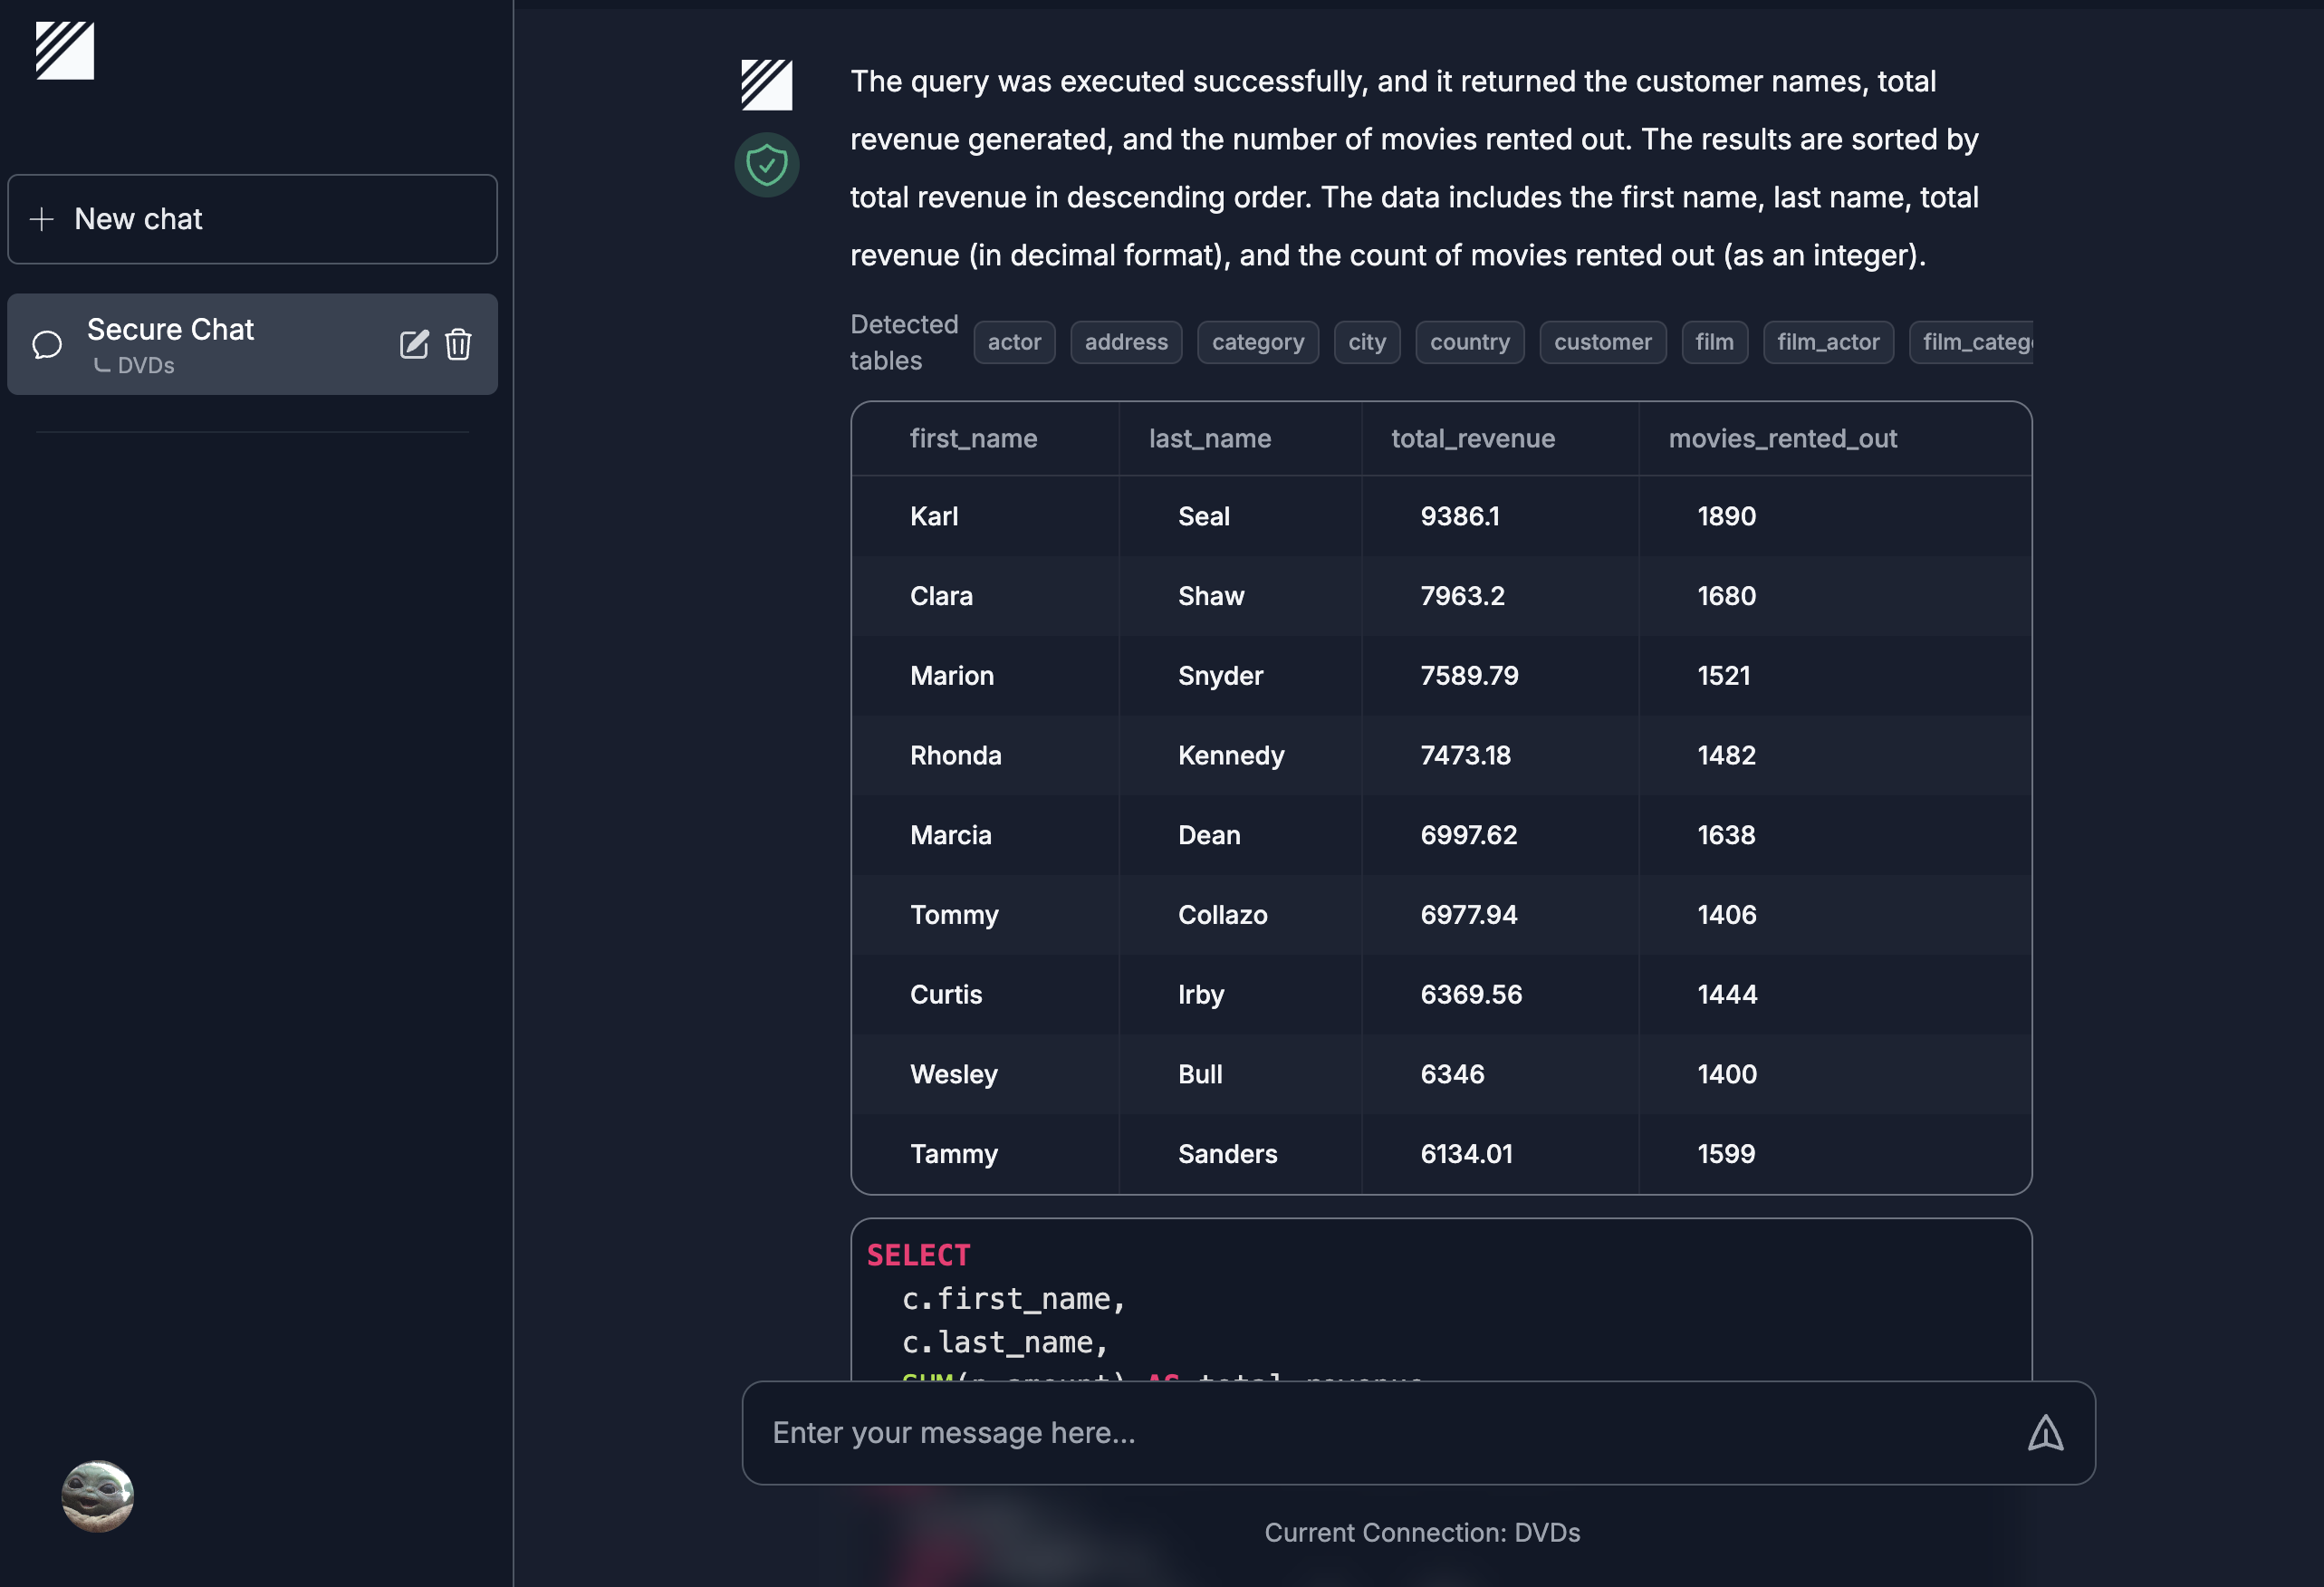 New chat
Secure Chat
DVDs
The query was executed successfully, and it returned the customer names, total
revenue generated, and the number of movies rented out. The results are sorted by
total revenue in descending order. The data includes the first name, last name, total
revenue (in decimal format), and the count of movies rented out (as an integer).
Detected
tables
actor address category city country customer film film_actor film_categ
first_name last_name total_revenue movies_rented_out
Karl Seal 9386.1 1890
Clara Shaw 7963.2 1680
Marion Snyder 7589.79 1521
Rhonda Kennedy 7473.18 1482
Marcia Dean 6997.62 1638
Tommy Collazo 6977.94 1406
Curtis Irby 6369.56 1444
Wesley Bull 6346 1400
Tammy Sanders 6134.01 1599
SELECT
c.first_name,
c.last_name,
SUM(p.amount) AS total_revenue
Enter your message here...
Current Connection: DVDs